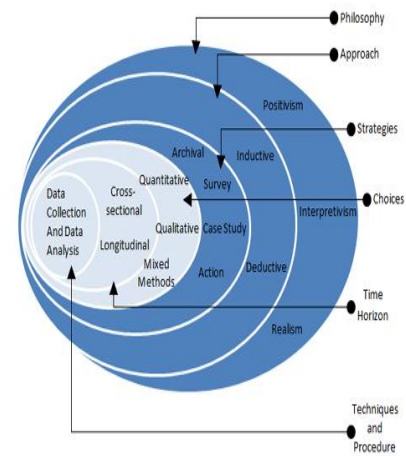 Philosophy
Approach
Positivism
Strategies
Archival
Inductive
Quantitative
Survey
Cross-
sectional
Data
Collection
And Data
Analysis
Choices
Interpretivism
Qualitative
Case Study
Longitudinal
Mixed
Methods
Action
Deductive
Time
Horizon
Realism
Techniques
and
Procedure